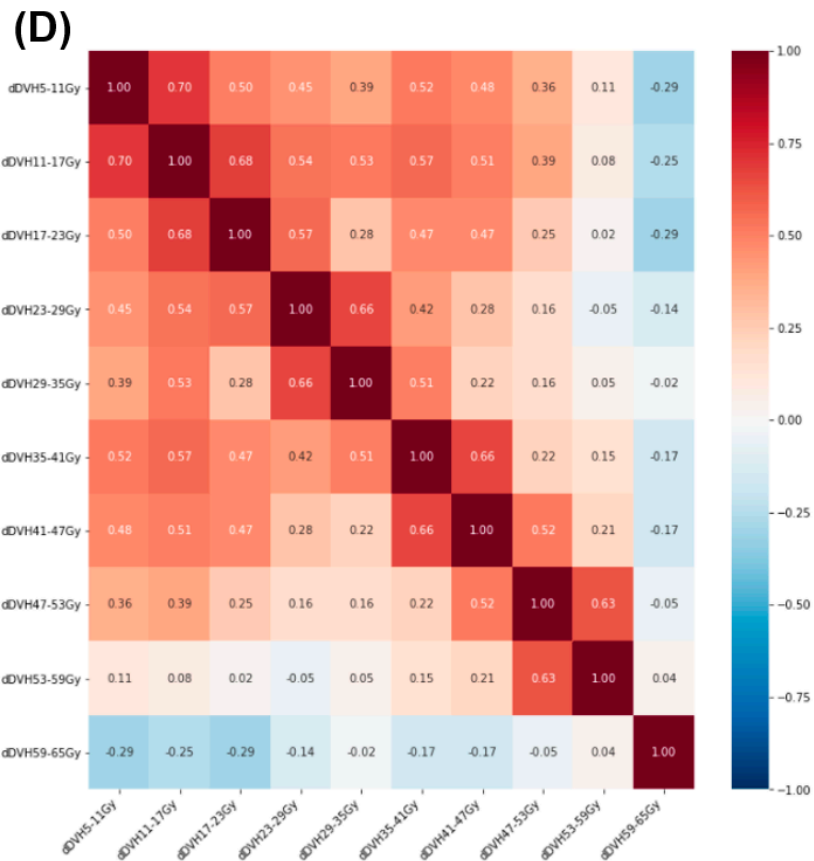 (D)
dDVH5-11Gy 1.00 0.70 0.50 0.45 0.39 0.52 0.48 0.36 0.11 -0.29
dDVH11-17Gy 0.70 1.00 0.68 0.54 0.53 0.57 0.51 0.39 0.08 -0.25
dDVH17-23Gy 0.50 0.68 1.00 0.57 0.28 0.47 0.47 0.25 0.02 -0.29
dDVH23-29Gy 0.45 0.54 0.57 1.00 0.66 0.42 0.28 0.16 -0.05 -0.14
dDVH29-35Gy 0.39 0.53 0.28 0.66 1.00 0.51 0.22 0.16 0.05 -0.02
dDVH35-41Gy 0.52 0.57 0.47 0.42 0.51 1.00 0.66 0.22 0.15 -0.17
dDVH41-47Gy 0.48 0.51 0.47 0.28 0.22 0.66 1.00 0.52 0.21 -0.17
dDVH47-53Gy 0.36 0.39 0.25 0.16 0.16 0.22 0.52 1.00 0.63 -0.05
dDVH53-59Gy 0.11 0.08 0.02 -0.05 0.05 0.15 0.21 0.63 1.00 0.04
dDVH59-65Gy -0.29 -0.25 -0.29 -0.14 -0.02 -0.17 -0.17 -0.05 0.04 1.00
dDVH5-11Gy dDVH11-17Gy dDVH17-23Gy dDVH23-29Gy dDVH29-35Gy dDVH35-41Gy dDVH41-47Gy dDVH47-53Gy dDVH53-59Gy dDVH59-65Gy
1.00
0.75
0.50
0.25
0.00
−0.25
−0.50
−0.75
−1.00